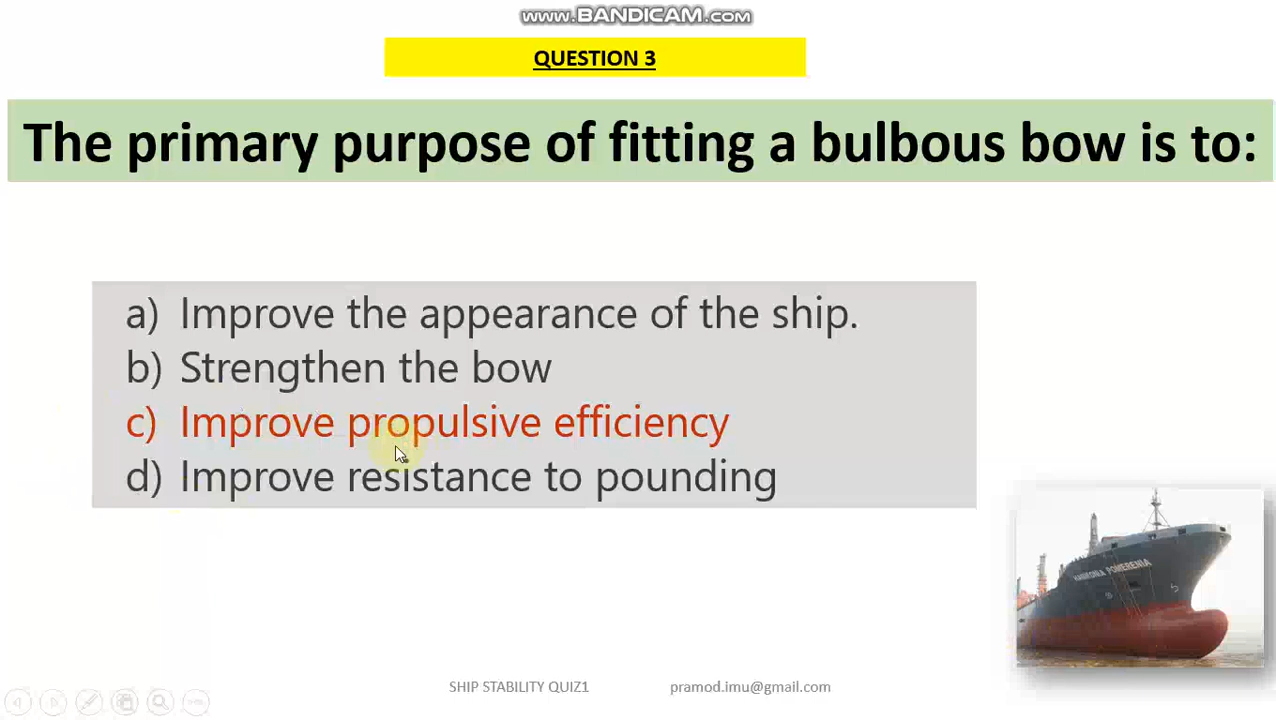 www.BANDICAM.com
QUESTION 3
The primary purpose of fitting a bulbous bow is to:
a) Improve the appearance of the ship.
b) Strengthen the bow
c) Improve propulsive efficiency
d) Improve resistance to pounding
SHIP STABILITY QUIZ1 pramod.imu@gmail.com